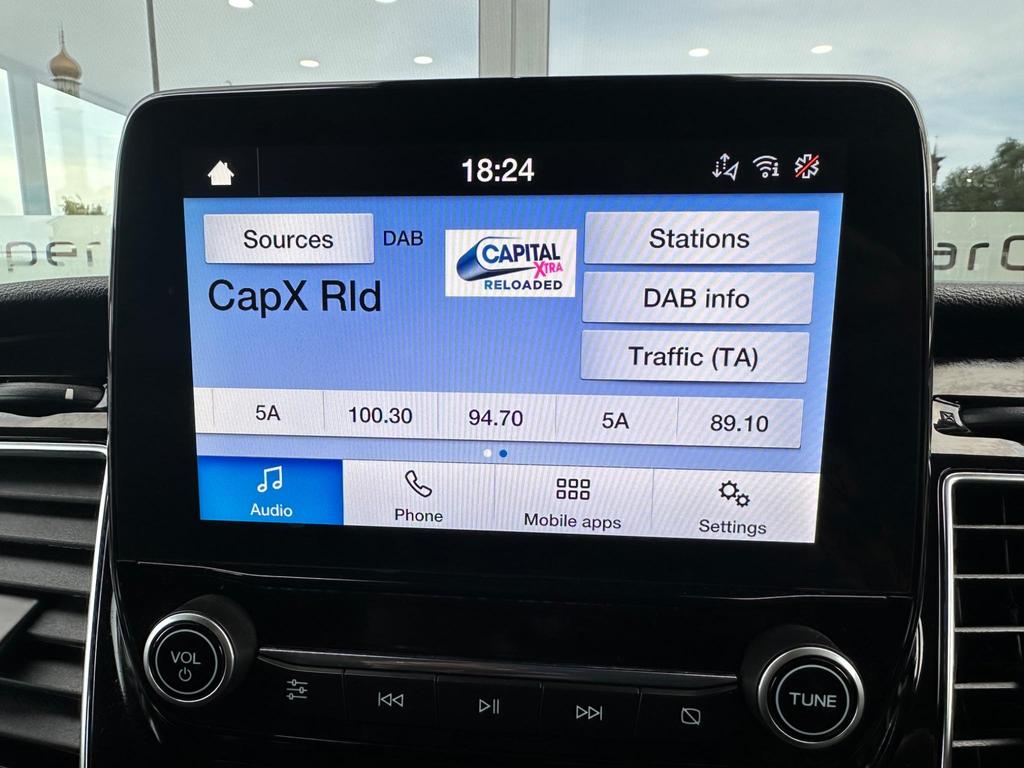 18:24
Sources
DAB
CAPITAL
XTRA
RELOADED
Stations
CapX Rld
DAB info
Traffic (TA)
5A
100.30
94.70
5A
89.10
Audio
Phone
Mobile apps
Settings
VOL
TUNE